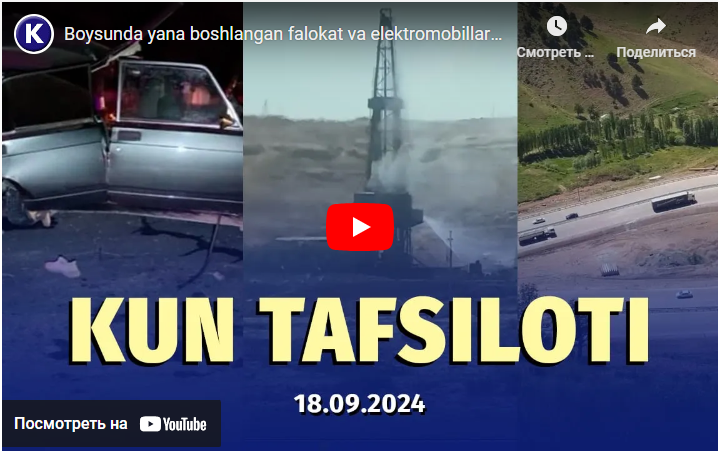 K
Boysunda yana boshlangan falokat va elektromobillar...
Смотреть ...
Поделиться
KUN TAFSILOTI
18.09.2024
Посмотреть на YouTube